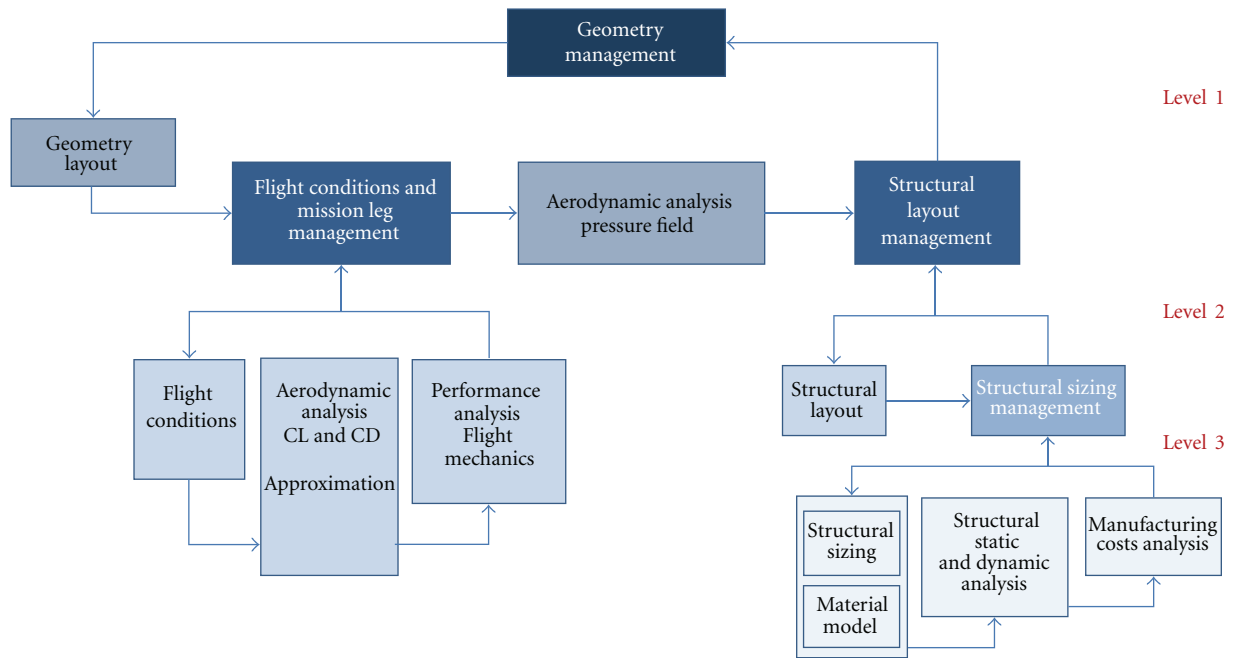 Geometry
management
Level 1
Geometry
layout
Flight conditions and
mission leg
management
Aerodynamic analysis
pressure field
Structural
layout
management
Level 2
Flight
conditions
Aerodynamic
analysis
CL and CD
Approximation
Performance
analysis
Flight
mechanics
Structural
layout
Structural sizing
management
Level 3
Structural
sizing
Material
model
Structural
static
and dynamic
analysis
Manufacturing
costs analysis